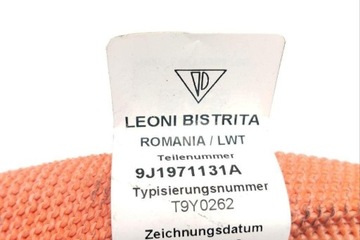 LEONI BISTRITA
ROMANIA / LWT
Teilenummer
9J1971131A
Typisierungsnummer
T9Y0262
Zeichnungsdatum